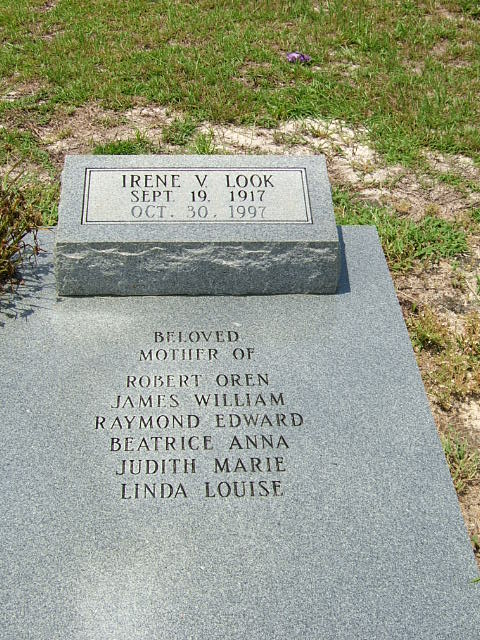 IRENE V. LOOK
SEPT. 19, 1917
OCT. 30, 1997
BELOVED
MOTHER OF
ROBERT OREN
JAMES WILLIAM
RAYMOND EDWARD
BEATRICE ANNA
JUDITH MARIE
LINDA LOUISE